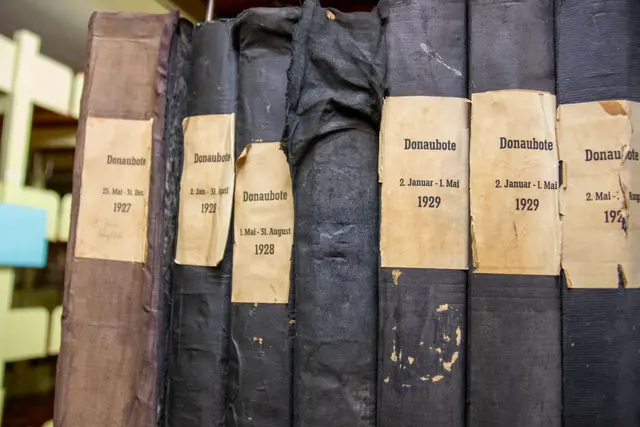 Donaubote
25. Mai - 31. Dez.
1927
Donaubote
2. Jan. - 31. April
Donaubote
1. Mai - 31. August
1928
Donaubote
2. Januar - 1. Mai
1929
Donaubote
2. Januar - 1. Mai
1929
Donaubote
2. Mai - Aug
192